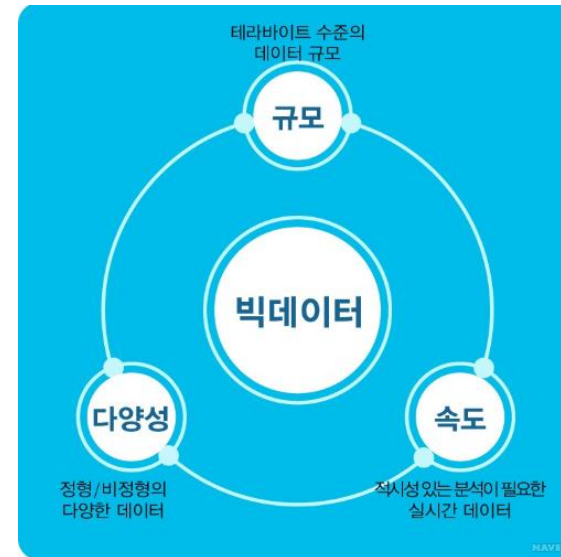 테라바이트 수준의
데이터 규모
규모
빅데이터
다양성
속도
정형/비정형의
다양한 데이터
적시성있는분석이필요한
실시간 데이터